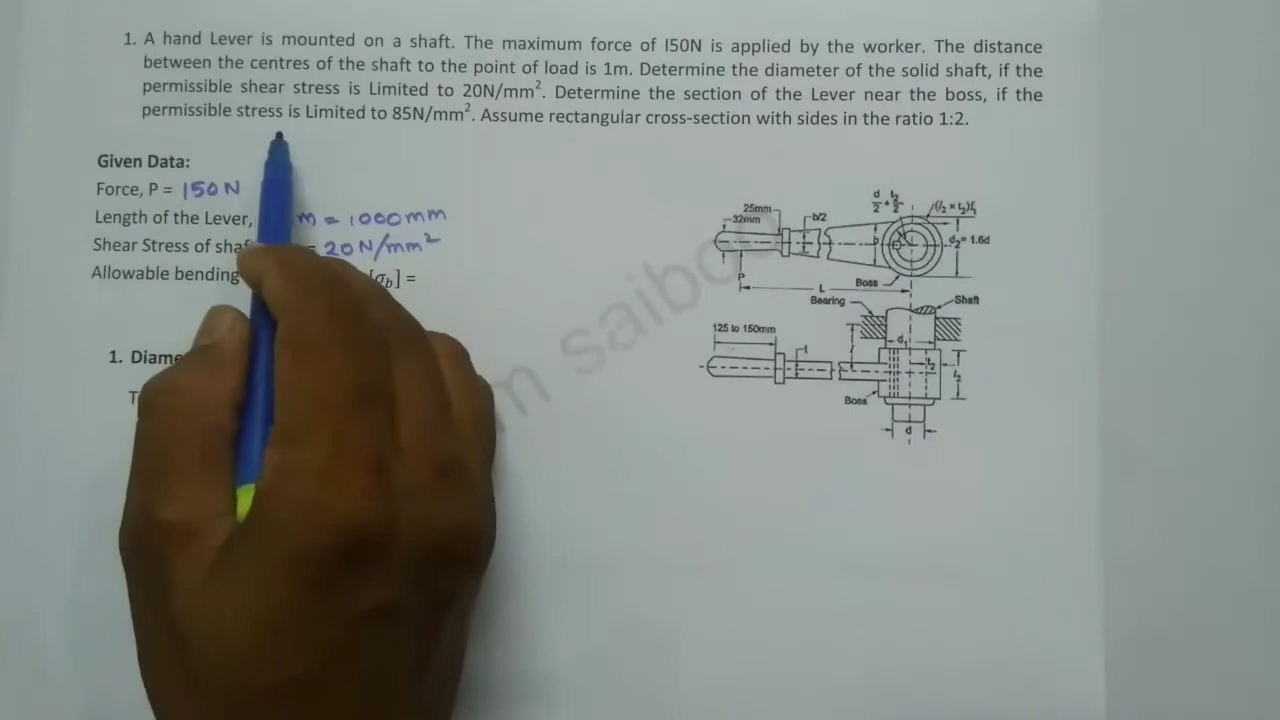 1. A hand Lever is mounted on a shaft. The maximum force of I50N is applied by the worker. The distance
between the centres of the shaft to the point of load is 1m. Determine the diameter of the solid shaft, if the
permissible shear stress is Limited to 20N/mm². Determine the section of the Lever near the boss, if the
permissible stress is Limited to 85N/mm². Assume rectangular cross-section with sides in the ratio 1:2.
Given Data:
Force, P = 150 N
Length of the Lever, m = 1000mm
Shear Stress of = 20 N/mm²
Allowable bending [σb] =
1.
25mm
32mm
b/2
d2= 1.6d
P
L
Boss
Bearing
Shaft
d1
125 to 150mm
t
Boss
d
saibo